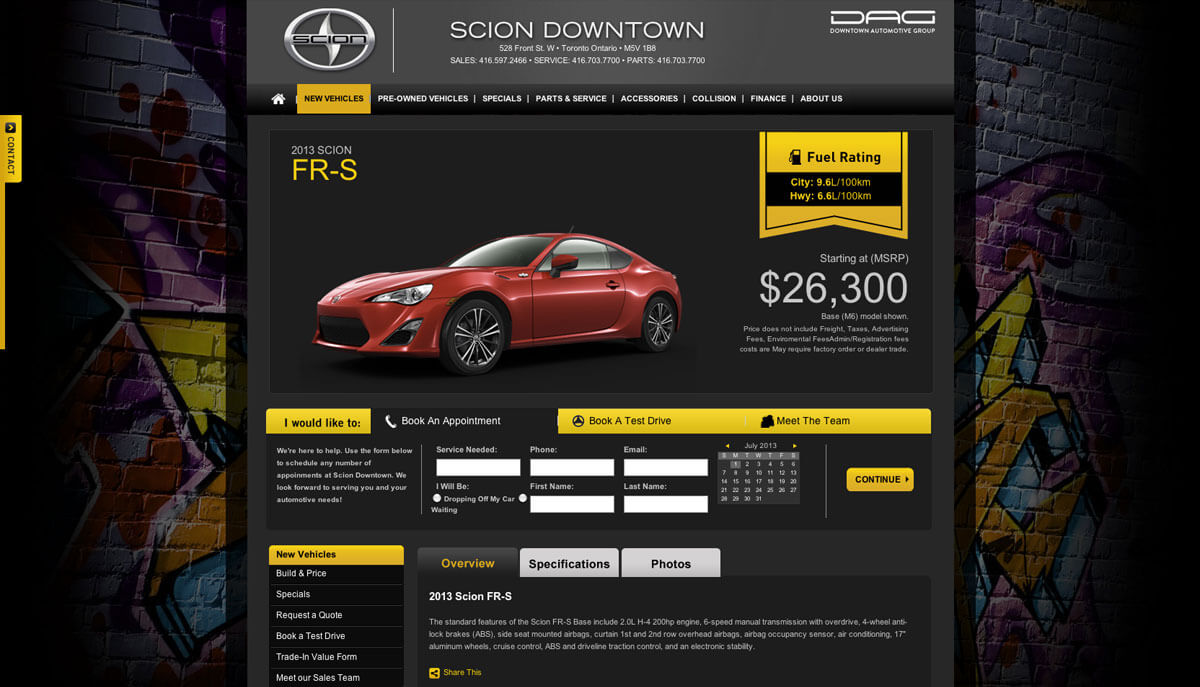 SCION
SCION DOWNTOWN
528 Front St. W • Toronto Ontario • M5V 1B8
SALES: 416.597.2466 • SERVICE: 416.703.7700 • PARTS: 416.703.7700
DAG
DOWNTOWN AUTOMOTIVE GROUP
NEW VEHICLES
PRE-OWNED VEHICLES | SPECIALS | PARTS & SERVICE | ACCESSORIES | COLLISION | FINANCE | ABOUT US
CONTACT
2013 SCION
FR-S
Fuel Rating
City: 9.6L/100km
Hwy: 6.6L/100km
Starting at (MSRP)
$26,300
Base (M6) model shown.
Price does not include Freight, Taxes, Advertising
Fees, Enviromental FeesAdmin/Registration fees
costs are May require factory order or dealer trade.
I would like to:
Book An Appointment
Book A Test Drive
Meet The Team
We're here to help. Use the form below
to schedule any number of
appoinments at Scion Downtown. We
look forward to serving you and your
automotive needs!
Service Needed:
Phone:
Email:
I Will Be:
First Name:
Last Name:
Dropping Off My Car
Waiting
July 2013
S M T W T F S
1 2 3 4 5 6
7 8 9 10 11 12 13
14 15 16 17 18 19 20
21 22 23 24 25 26 27
28 29 30 31
CONTINUE
New Vehicles
Build & Price
Specials
Request a Quote
Book a Test Drive
Trade-In Value Form
Meet our Sales Team
Overview
Specifications
Photos
2013 Scion FR-S
The standard features of the Scion FR-S Base include 2.0L H-4 200hp engine, 6-speed manual transmission with overdrive, 4-wheel anti-
lock brakes (ABS), side seat mounted airbags, curtain 1st and 2nd row overhead airbags, airbag occupancy sensor, air conditioning, 17"
aluminum wheels, cruise control, ABS and driveline traction control, and an electronic stability.
Share This